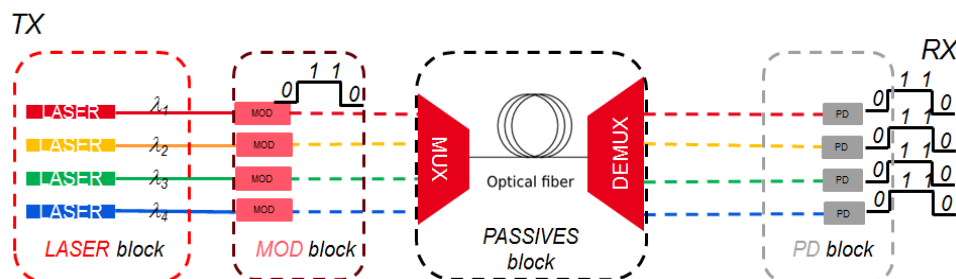 TX
RX
0 1 1 0
0 1 1 0
LASER λ1 MOD PD
0 1 1 0
LASER λ2 MOD PD
MUX
DEMUX
0 1 1 0
LASER λ3 MOD PD
Optical fiber
0 1 1 0
LASER λ4 MOD PD
LASER block
MOD block
PASSIVES
block
PD block